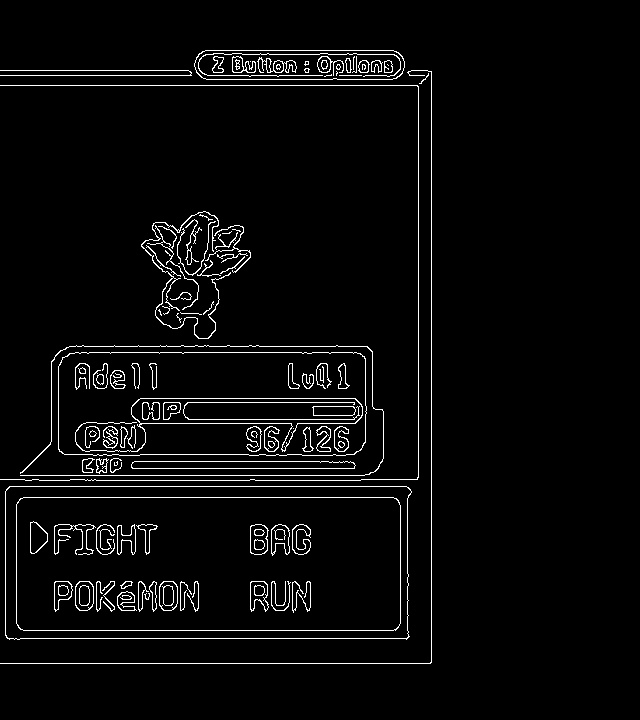 Z Button : Options
Adell Lv41
HP
PSN 96/126
EXP
FIGHT BAG
POKéMON RUN